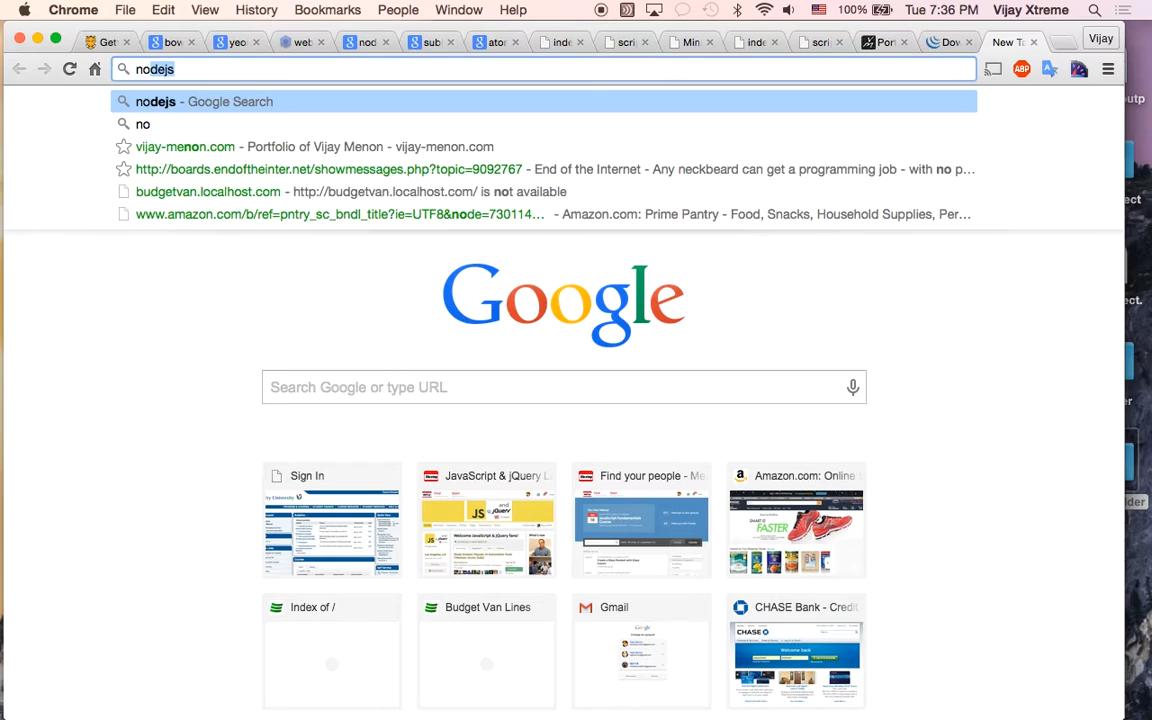 Chrome File Edit View History Bookmarks People Window Help 100% Tue 7:36 PM Vijay Xtreme
Get bow yeo web nod sub ator inde scrip Min inde scrip Port Dow New Ta Vijay
nodejs
nodejs - Google Search
no
vijay-menon.com - Portfolio of Vijay Menon - vijay-menon.com
http://boards.endoftheinter.net/showmessages.php?topic=9092767 - End of the Internet - Any neckbeard can get a programming job - with no p...
budgetvan.localhost.com - http://budgetvan.localhost.com/ is not available
www.amazon.com/b/ref=pntry_sc_bndl_title?ie=UTF8&node=730114... - Amazon.com: Prime Pantry - Food, Snacks, Household Supplies, Per...
Google
Search Google or type URL
Sign In JavaScript & jQuery L Find your people - Me Amazon.com: Online
Index of / Budget Van Lines Gmail CHASE Bank - Credit
CHASE